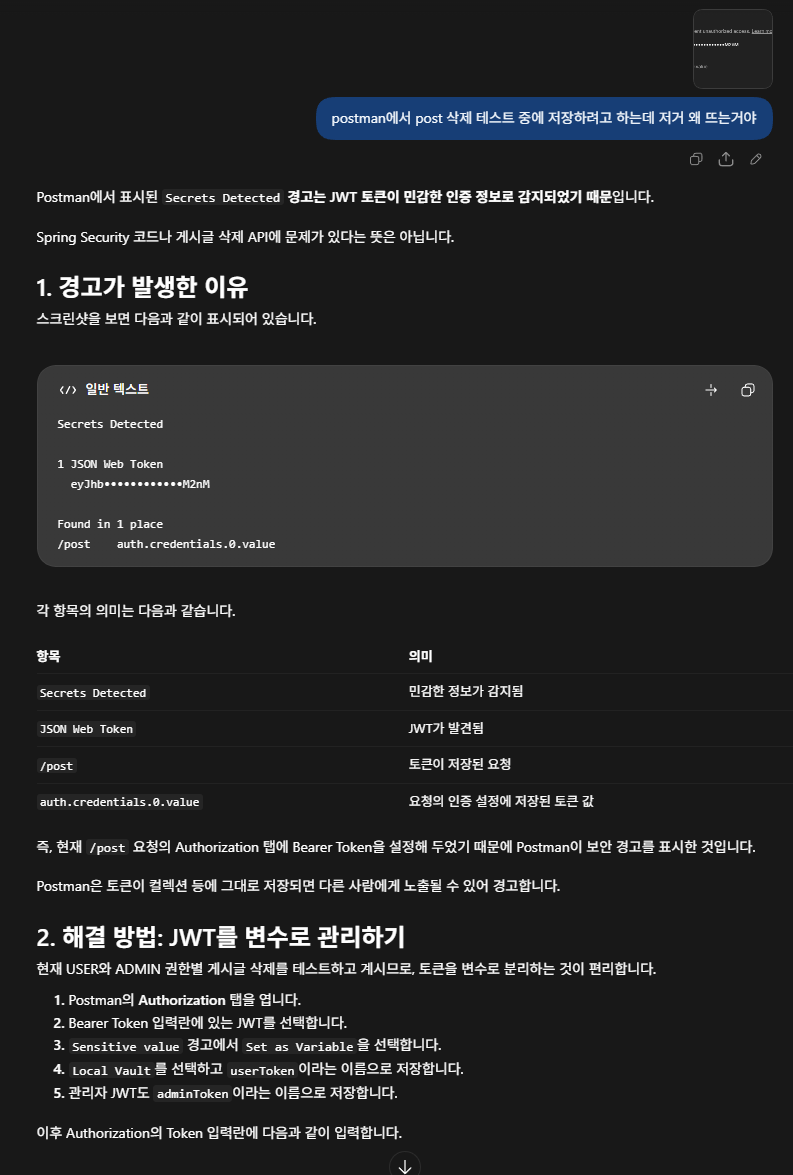 ent unauthorized access. Learn mo
••••••••••••M2nM
postman에서 post 삭제 테스트 중에 저장하려고 하는데 저거 왜 뜨는거야
Postman에서 표시된 Secrets Detected 경고는 JWT 토큰이 민감한 인증 정보로 감지되었기 때문입니다.
Spring Security 코드나 게시글 삭제 API에 문제가 있다는 뜻은 아닙니다.
1. 경고가 발생한 이유
스크린샷을 보면 다음과 같이 표시되어 있습니다.
일반 텍스트
Secrets Detected
1 JSON Web Token
eyJhb••••••••••••M2nM
Found in 1 place
/post auth.credentials.0.value
각 항목의 의미는 다음과 같습니다.
항목 의미
Secrets Detected 민감한 정보가 감지됨
JSON Web Token JWT가 발견됨
/post 토큰이 저장된 요청
auth.credentials.0.value 요청의 인증 설정에 저장된 토큰 값
즉, 현재 /post 요청의 Authorization 탭에 Bearer Token을 설정해 두었기 때문에 Postman이 보안 경고를 표시한 것입니다.
Postman은 토큰이 컬렉션 등에 그대로 저장되면 다른 사람에게 노출될 수 있어 경고합니다.
2. 해결 방법: JWT를 변수로 관리하기
현재 USER와 ADMIN 권한별 게시글 삭제를 테스트하고 계시므로, 토큰을 변수로 분리하는 것이 편리합니다.
1. Postman의 Authorization 탭을 엽니다.
2. Bearer Token 입력란에 있는 JWT를 선택합니다.
3. Sensitive value 경고에서 Set as Variable을 선택합니다.
4. Local Vault를 선택하고 userToken이라는 이름으로 저장합니다.
5. 관리자 JWT도 adminToken이라는 이름으로 저장합니다.
이후 Authorization의 Token 입력란에 다음과 같이 입력합니다.